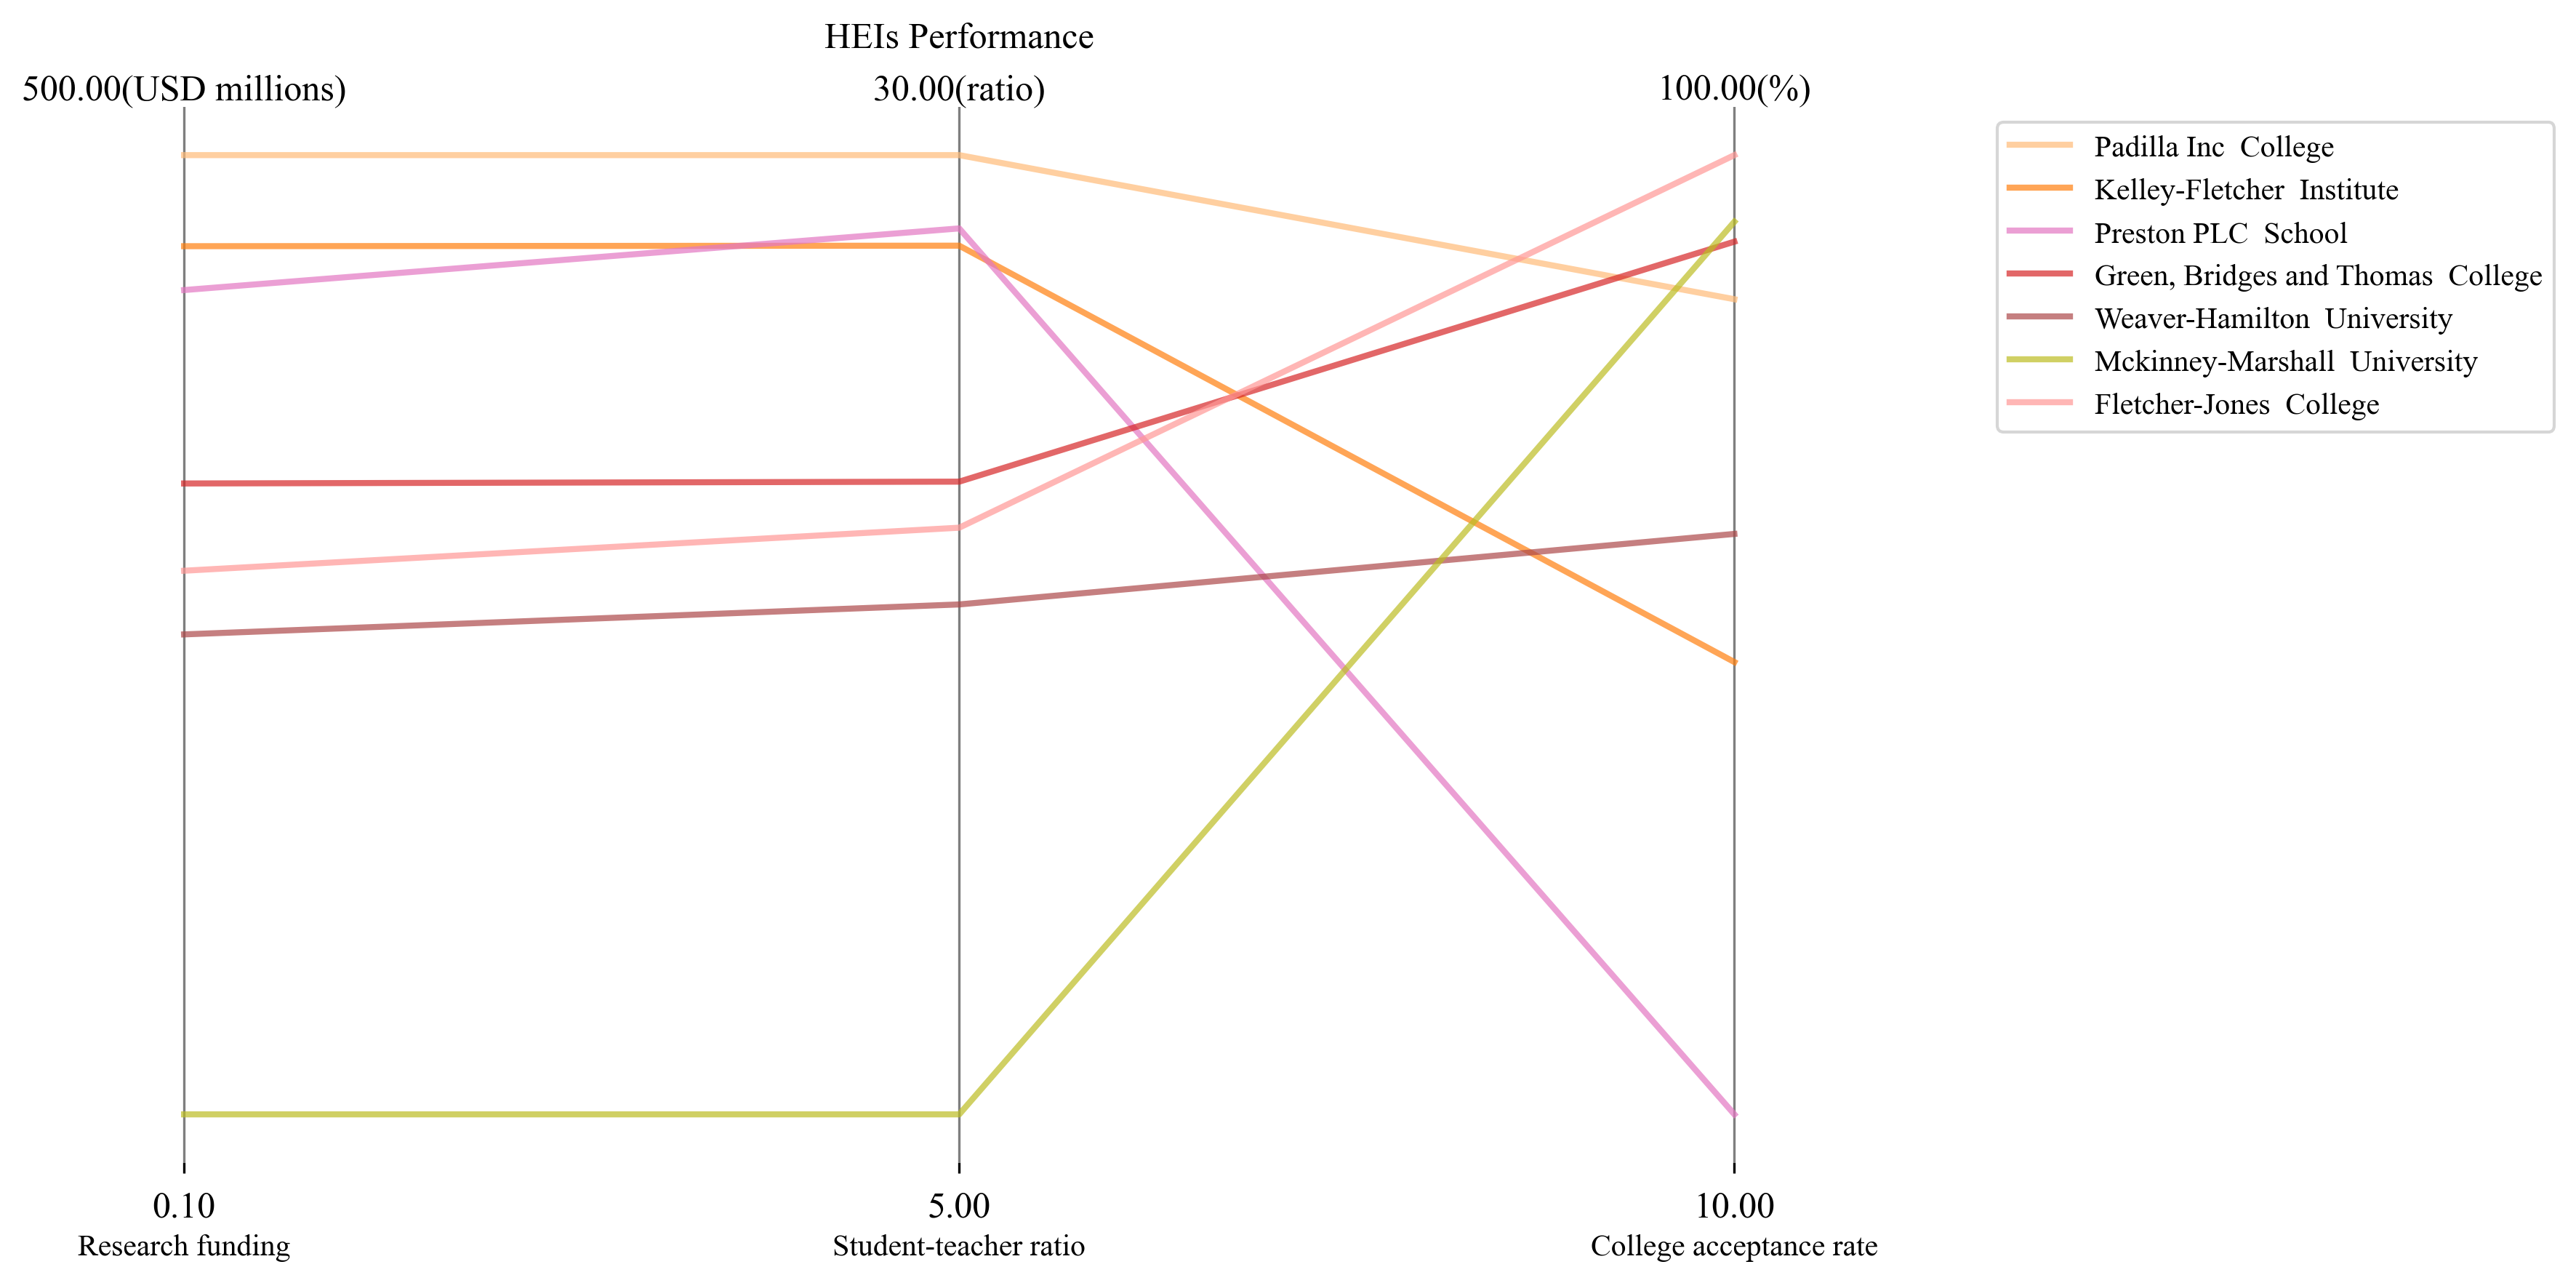 HEIs Performance
500.00(USD millions)
30.00(ratio)
100.00(%)
Padilla Inc  College
Kelley-Fletcher  Institute
Preston PLC  School
Green, Bridges and Thomas  College
Weaver-Hamilton  University
Mckinney-Marshall  University
Fletcher-Jones  College
0.10
5.00
10.00
Research funding
Student-teacher ratio
College acceptance rate